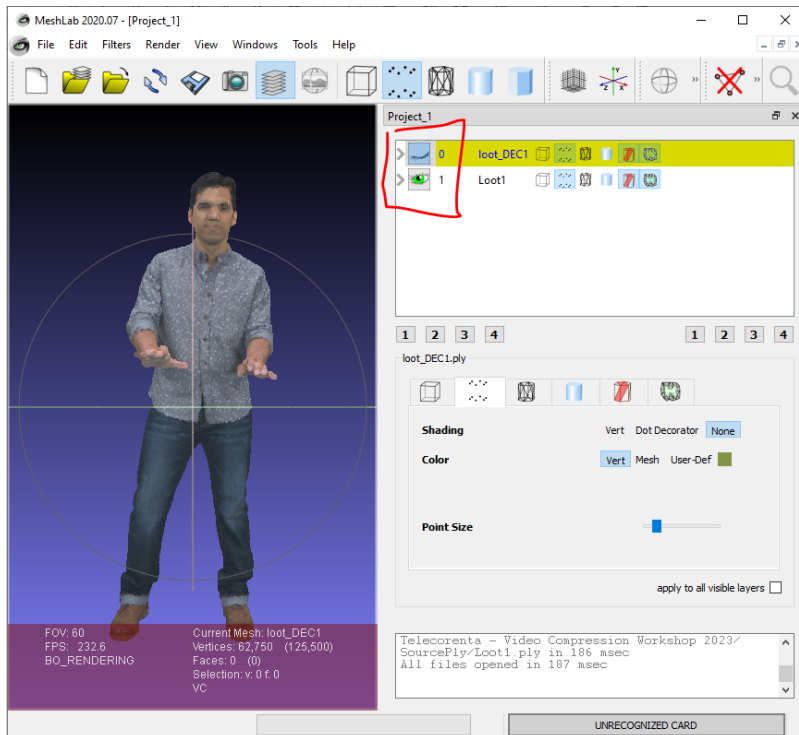 MeshLab 2020.07 - [Project_1]
File Edit Filters Render View Windows Tools Help
Y
Z X
» »
Project_1
0 loot_DEC1
1 Loot1
1 2 3 4 1 2 3 4
loot_DEC1.ply
Shading Vert Dot Decorator None
Color Vert Mesh User-Def
Point Size
apply to all visible layers
FOV: 60 Current Mesh: loot_DEC1
FPS: 232.6 Vertices: 62,750 (125,500)
BO_RENDERING Faces: 0 (0)
Selection: v: 0 f: 0
VC
Telecorenta - Video Compression Workshop 2023/
SourcePly/Loot1.ply in 186 msec
All files opened in 187 msec
UNRECOGNIZED CARD